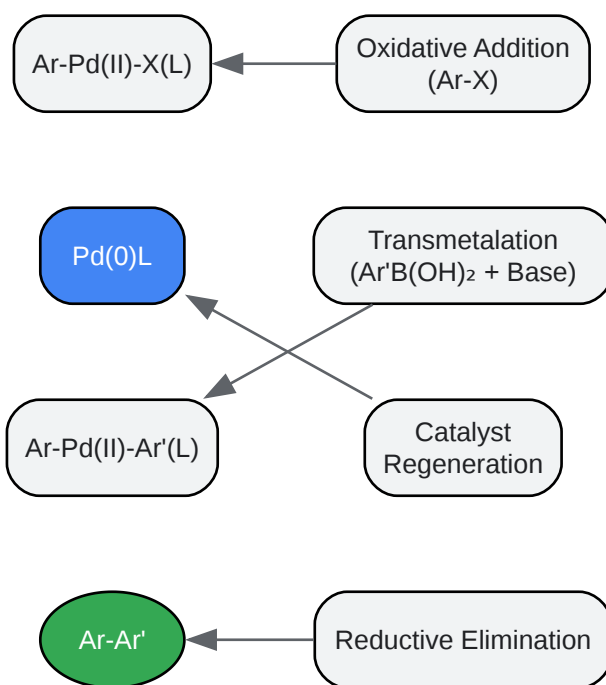 Ar-Pd(II)-X(L)
Oxidative Addition
(Ar-X)
Pd(0)L
Transmetalation
(Ar'B(OH)₂ + Base)
Ar-Pd(II)-Ar'(L)
Catalyst
Regeneration
Ar-Ar'
Reductive Elimination